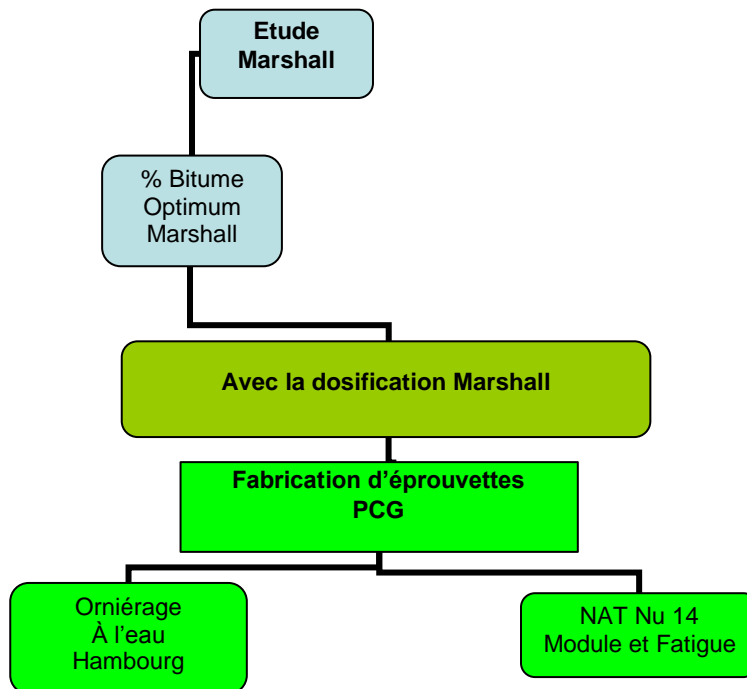 Etude
Marshall
% Bitume
Optimum
Marshall
Avec la dosification Marshall
Fabrication d'éprouvettes
PCG
Orniérage
À l'eau
Hambourg
NAT Nu 14
Module et Fatigue